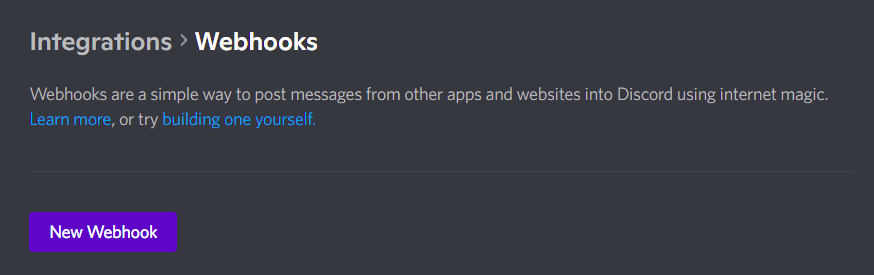 Integrations > Webhooks
Webhooks are a simple way to post messages from other apps and websites into Discord using internet magic.
Learn more, or try building one yourself.
New Webhook